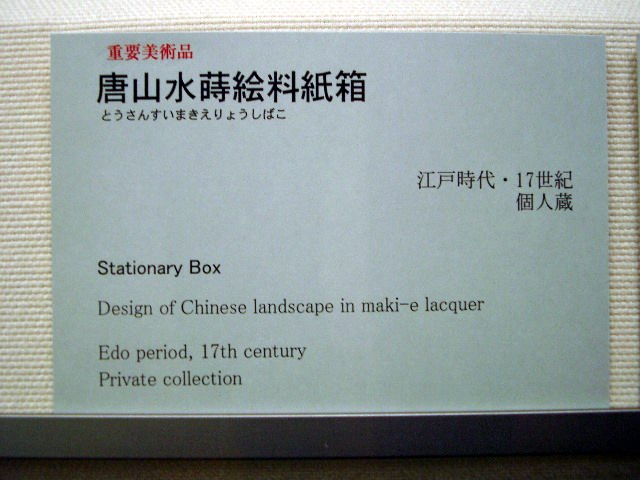 重要美術品
唐山水蒔絵料紙箱
とうさんすいまきえりょうしばこ
江戸時代・17世紀
個人蔵
Stationary Box
Design of Chinese landscape in maki-e lacquer
Edo period, 17th century
Private collection